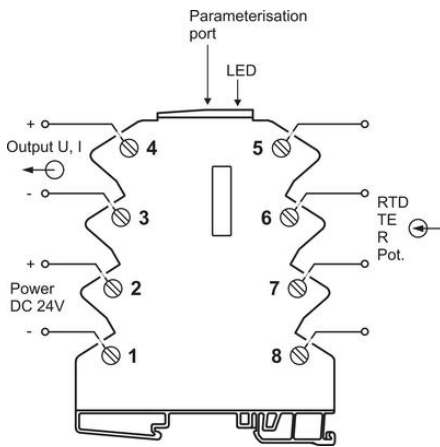 Parameterisation
port
LED
+
4
5
Output U, I
-
3
6
RTD
TE
R
Pot.
+
2
7
Power
DC 24V
-
1
8